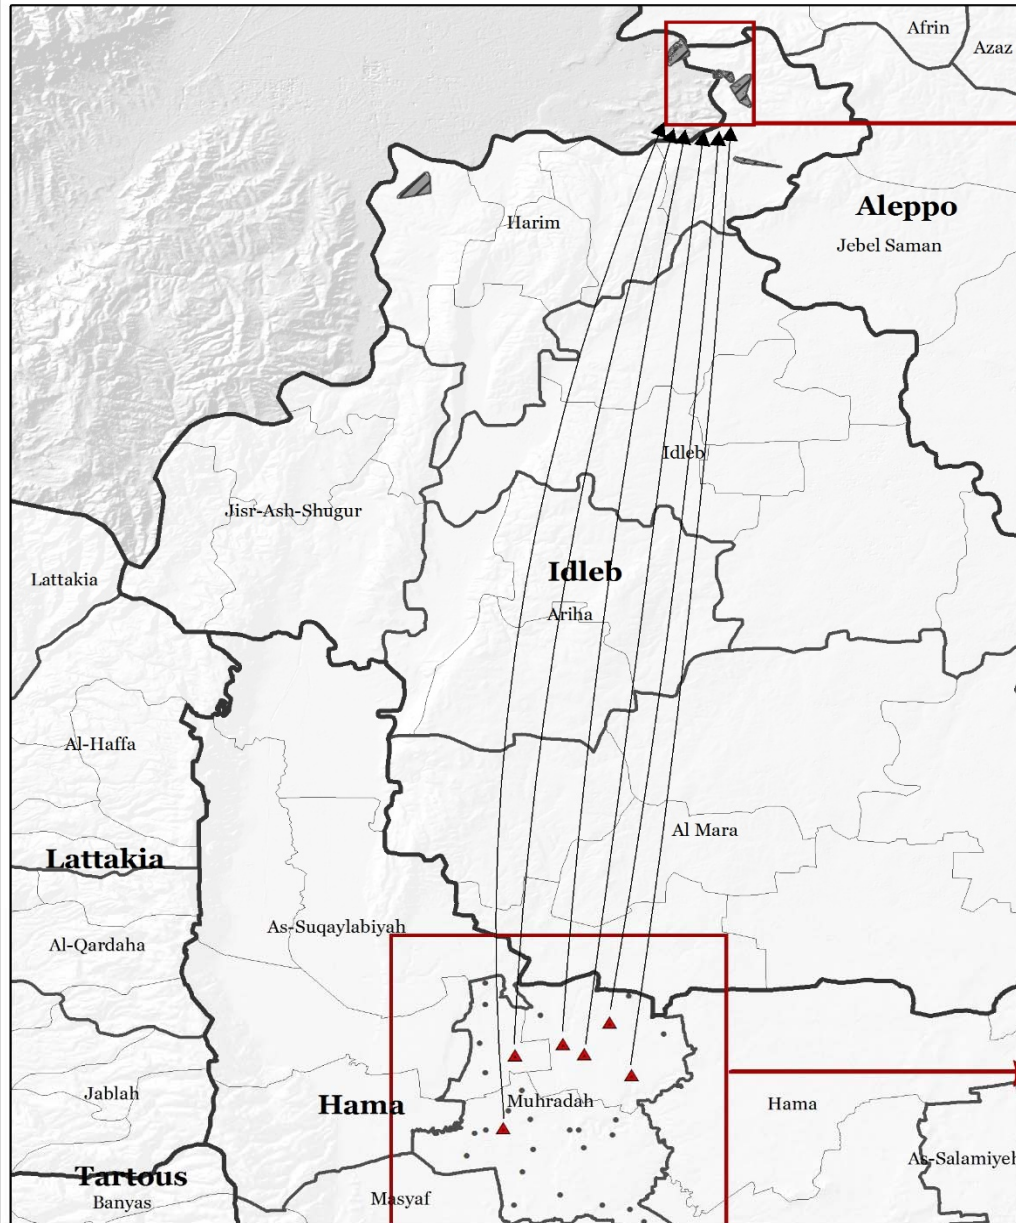 Afrin
Azaz
Aleppo
Harim
Jebel Saman
Idleb
Jisr-Ash-Shugur
Idleb
Lattakia
Ariha
Al-Haffa
Al Mara
Lattakia
As-Suqaylabiyah
Al-Qardaha
Jablah
Hama
Muhradah
Hama
As-Salamiyeh
Tartous
Banyas
Masyaf